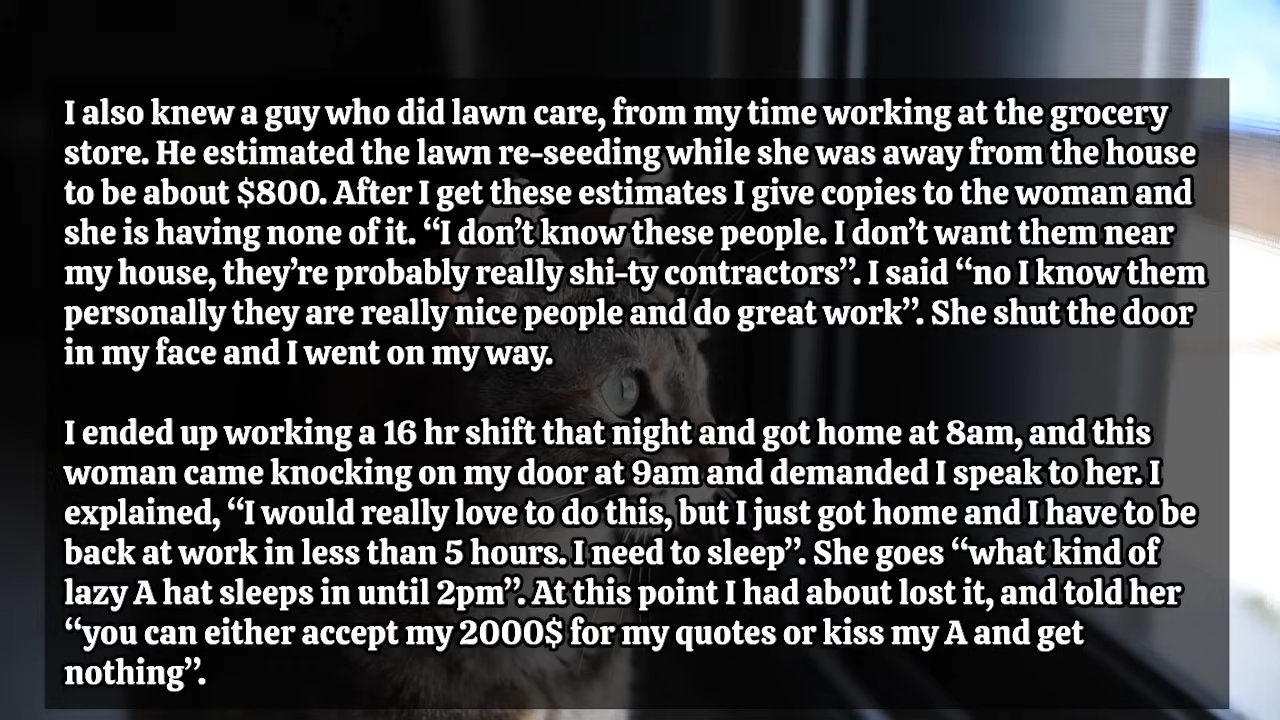 I also knew a guy who did lawn care, from my time working at the grocery
store. He estimated the lawn re-seeding while she was away from the house
to be about $800. After I get these estimates I give copies to the woman and
she is having none of it. “I don’t know these people. I don’t want them near
my house, they’re probably really shi-ty contractors”. I said “no I know them
personally they are really nice people and do great work”. She shut the door
in my face and I went on my way.
I ended up working a 16 hr shift that night and got home at 8am, and this
woman came knocking on my door at 9am and demanded I speak to her. I
explained, “I would really love to do this, but I just got home and I have to be
back at work in less than 5 hours. I need to sleep”. She goes “what kind of
lazy A hat sleeps in until 2pm”. At this point I had about lost it, and told her
“you can either accept my 2000$ for my quotes or kiss my A and get
nothing”.